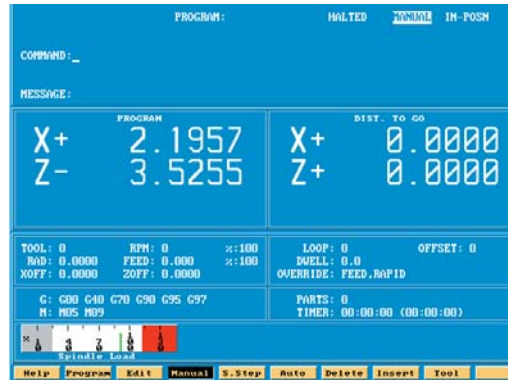 PROGRAM: HALTED MANUAL IN-POSN
COMMAND:_
MESSAGE:
PROGRAM DIST. TO GO
X+ 2.1957 X+ 0.0000
Z- 3.5255 Z+ 0.0000
TOOL: 0 RPM: 0 %:100 LOOP: 0 OFFSET: 0
RAD: 0.0000 FEED: 0.000 %:100 DWELL: 0.0
XOFF: 0.0000 ZOFF: 0.0000 OVERRIDE: FEED,RAPID
G: G00 G40 G70 G90 G95 G97 PARTS: 0
M: M05 M09 TIMER: 00:00:00 (00:00:00)
%
Spindle Load
Help Program Edit Manual S.Step Auto Delete Insert Tool